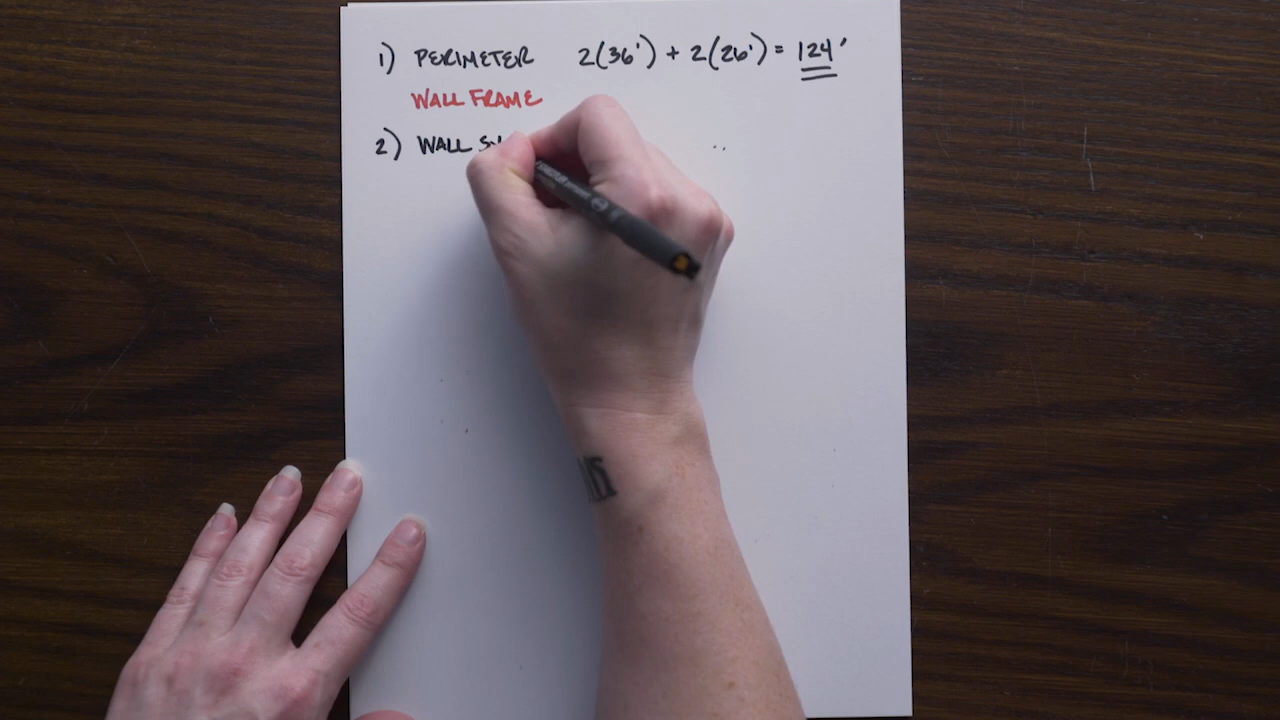 1) PERIMETER 2(36') + 2(26') = 124'
WALL FRAME
2) WALL